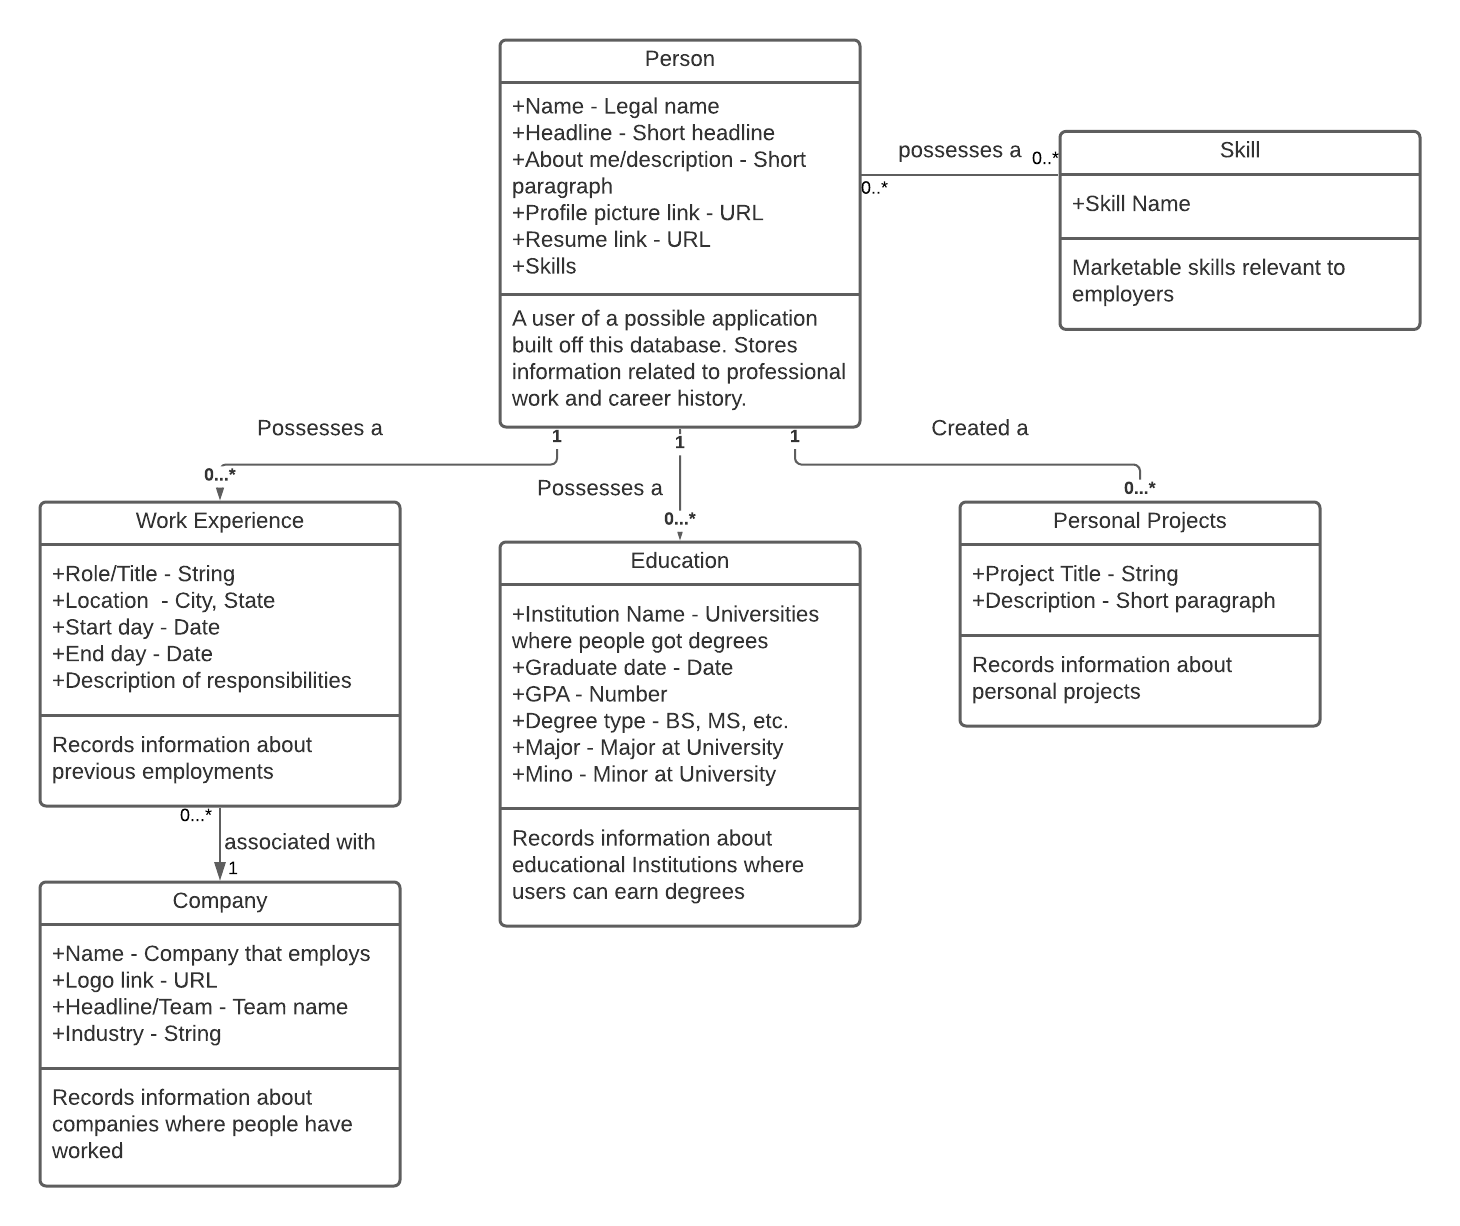 Person
+Name - Legal name
+Headline - Short headline
+About me/description - Short
paragraph
+Profile picture link - URL
+Resume link - URL
+Skills
A user of a possible application
built off this database. Stores
information related to professional
work and career history.
possesses a
0..*
0..*
Skill
+Skill Name
Marketable skills relevant to
employers
Possesses a
1
0...*
Possesses a
1
0...*
Created a
1
0...*
Work Experience
+Role/Title - String
+Location  - City, State
+Start day - Date
+End day - Date
+Description of responsibilities
Records information about
previous employments
Education
+Institution Name - Universities
where people got degrees
+Graduate date - Date
+GPA - Number
+Degree type - BS, MS, etc.
+Major - Major at University
+Mino - Minor at University
Records information about
educational Institutions where
users can earn degrees
Personal Projects
+Project Title - String
+Description - Short paragraph
Records information about
personal projects
0...*
associated with
1
Company
+Name - Company that employs
+Logo link - URL
+Headline/Team - Team name
+Industry - String
Records information about
companies where people have
worked